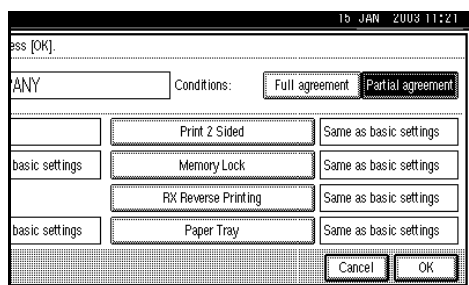 15 JAN 2003 11:21
ess [OK].
PANY Conditions: Full agreement Partial agreement
Print 2 Sided Same as basic settings
basic settings Memory Lock Same as basic settings
RX Reverse Printing Same as basic settings
basic settings Paper Tray Same as basic settings
Cancel OK